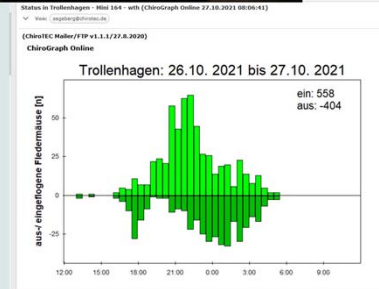 Status in Trollenhagen - Mini 164 - wth (ChiroGraph Online 27.10.2021 08:06:41)
Von: segeberg@chirotec.de,
(ChiroTEC Mailer/FTP v1.1.1/27.8.2020)
ChiroGraph Online
Trollenhagen: 26.10. 2021 bis 27.10. 2021
ein: 558
aus: -404
aus-/ eingeflogene Fledermäuse [n]
50
25
0
0
-25
12:00 15:00 18:00 21:00 0:00 3:00 6:00 9:00